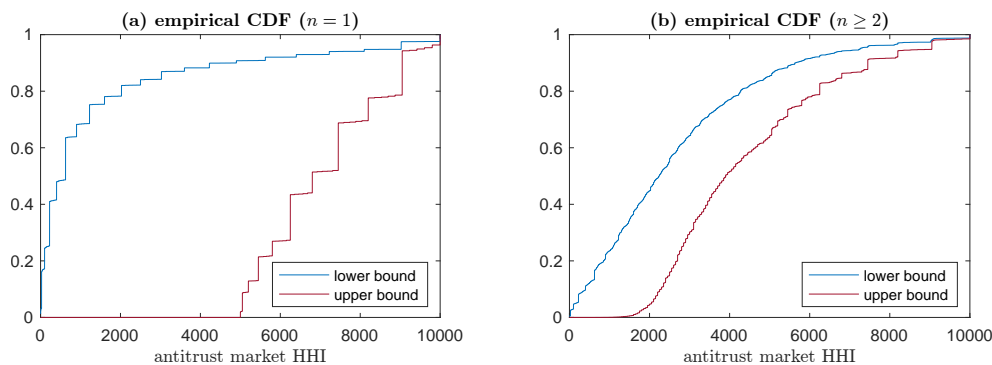 (a) empirical CDF (n = 1)
1
0.8
0.6
0.4
0.2
0
lower bound
upper bound
0 2000 4000 6000 8000 10000
antitrust market HHI
(b) empirical CDF (n ≥ 2)
1
0.8
0.6
0.4
0.2
0
lower bound
upper bound
0 2000 4000 6000 8000 10000
antitrust market HHI